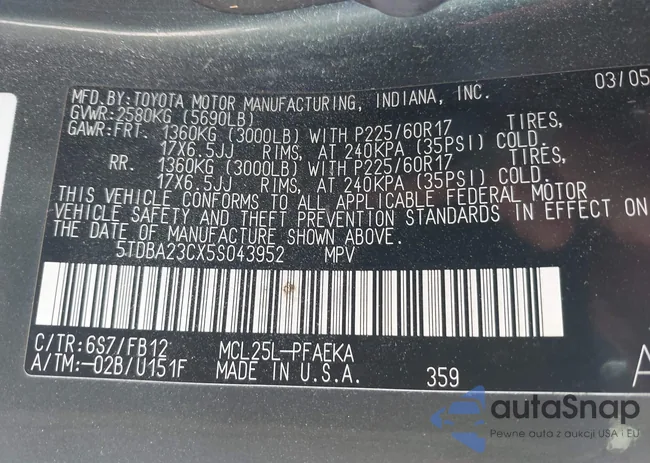 MFD.BY:TOYOTA MOTOR MANUFACTURING, INDIANA, INC. 03/05
GVWR:2580KG (5690LB)
GAWR:FRT. 1360KG (3000LB) WITH P225/60R17 TIRES,
17X6.5JJ RIMS, AT 240KPA (35PSI) COLD.
RR. 1360KG (3000LB) WITH P225/60R17 TIRES,
17X6.5JJ RIMS, AT 240KPA (35PSI) COLD.
THIS VEHICLE CONFORMS TO ALL APPLICABLE FEDERAL MOTOR
VEHICLE SAFETY AND THEFT PREVENTION STANDARDS IN EFFECT ON
THE DATE OF MANUFACTURE SHOWN ABOVE.
5TDBA23CX5S043952 MPV
C/TR:6S7/FB12 MCL25L-PFAEKA
A/TM:-02B/U151F MADE IN U.S.A. 359 A
autaSnap
Pewne auta z aukcji USA i EU